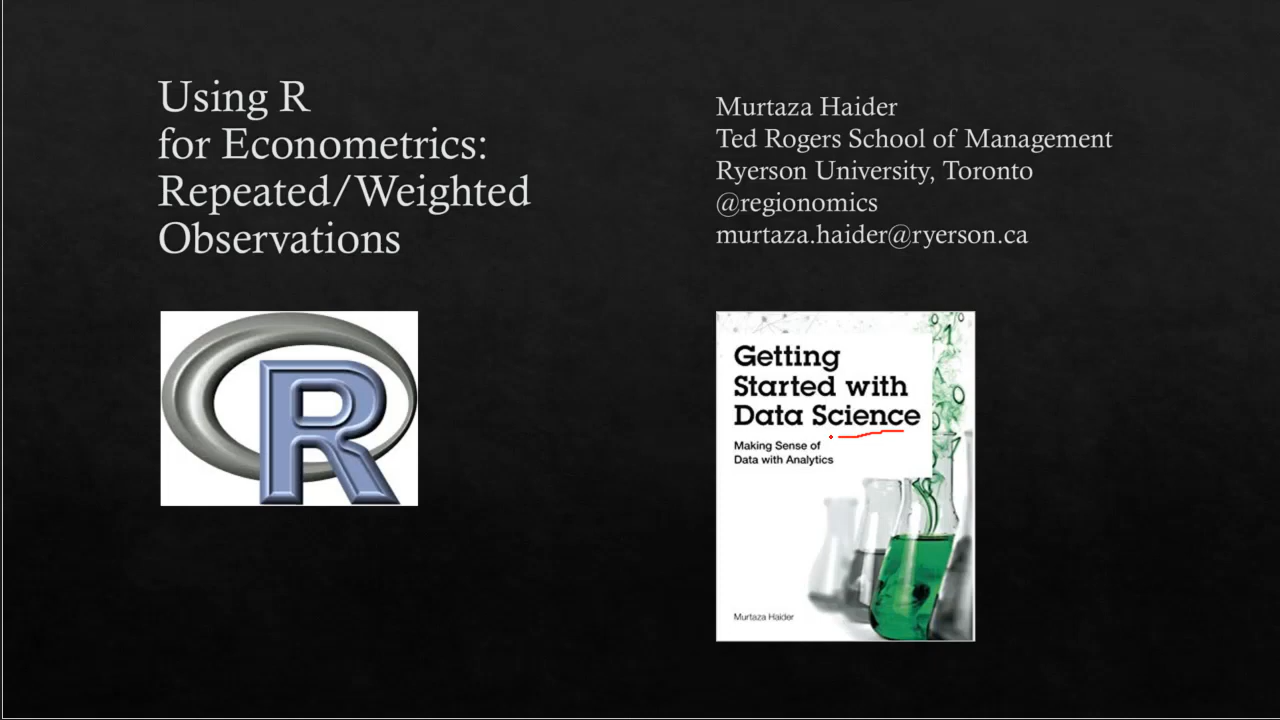 Using R
for Econometrics:
Repeated/Weighted
Observations
Murtaza Haider
Ted Rogers School of Management
Ryerson University, Toronto
@regionomics
murtaza.haider@ryerson.ca
R
Getting
Started with
Data Science
Making Sense of
Data with Analytics
Murtaza Haider